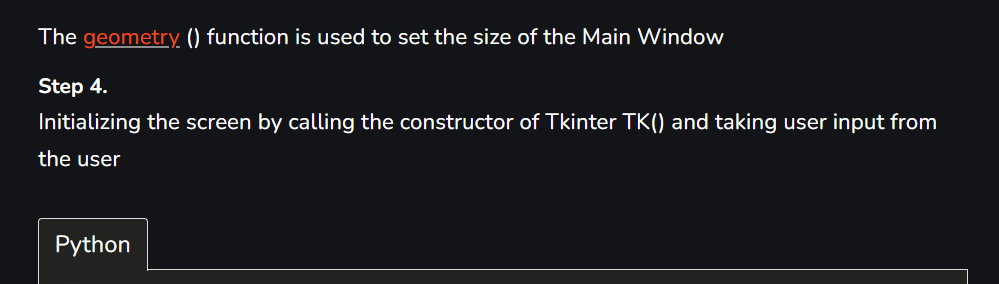 The geometry () function is used to set the size of the Main Window
Step 4.
Initializing the screen by calling the constructor of Tkinter TK() and taking user input from
the user
Python